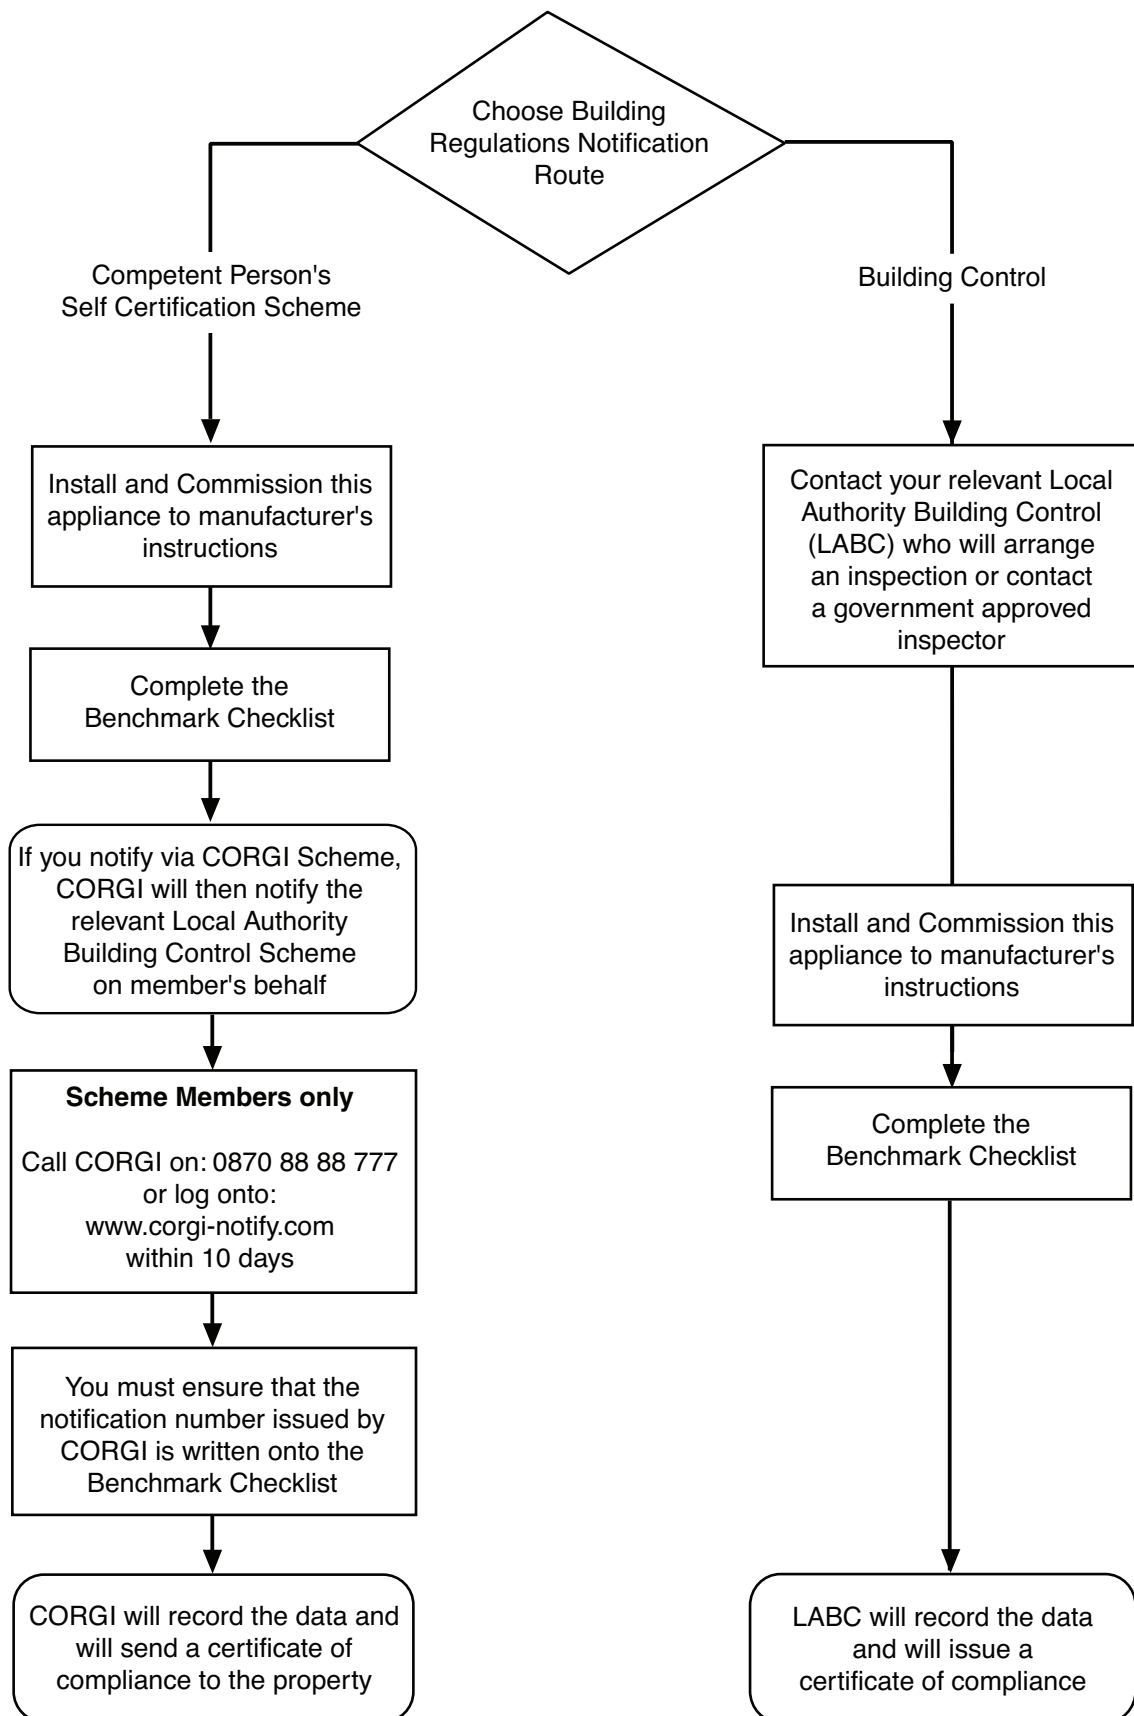 Choose Building
Regulations Notification
Route
Competent Person's
Self Certification Scheme
Building Control
Install and Commission this
appliance to manufacturer's
instructions
Complete the
Benchmark Checklist
If you notify via CORGI Scheme,
CORGI will then notify the
relevant Local Authority
Building Control Scheme
on member's behalf
Scheme Members only
Call CORGI on: 0870 88 88 777
or log onto:
www.corgi-notify.com
within 10 days
You must ensure that the
notification number issued by
CORGI is written onto the
Benchmark Checklist
CORGI will record the data and
will send a certificate of
compliance to the property
Contact your relevant Local
Authority Building Control
(LABC) who will arrange
an inspection or contact
a government approved
inspector
Install and Commission this
appliance to manufacturer's
instructions
Complete the
Benchmark Checklist
LABC will record the data
and will issue a
certificate of compliance